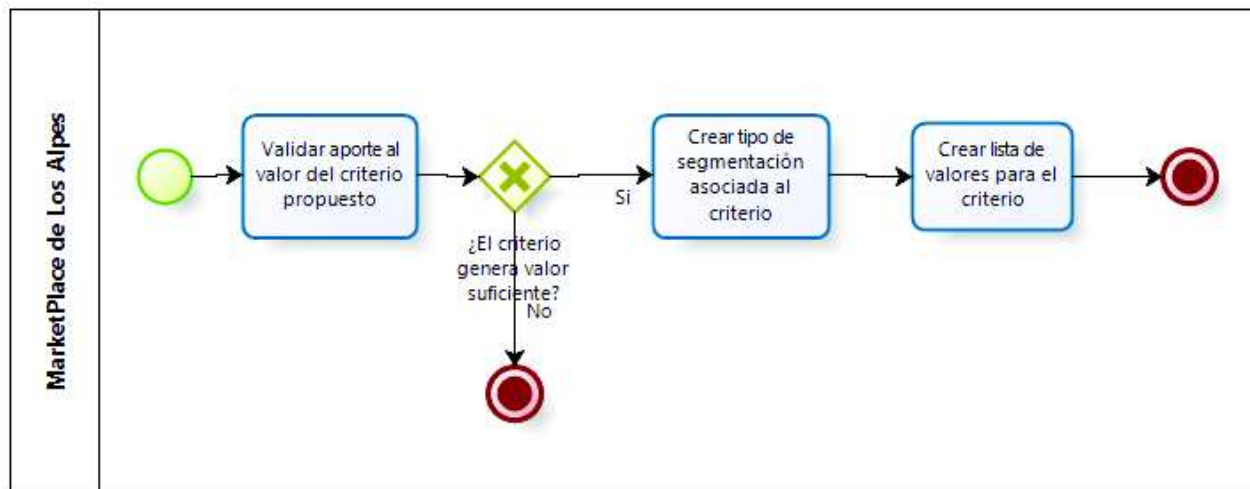 MarketPlace de Los Alpes
Validar aporte al
valor del criterio
propuesto
¿El criterio
genera valor
suficiente?
Si
No
Crear tipo de
segmentación
asociada al
criterio
Crear lista de
valores para el
criterio